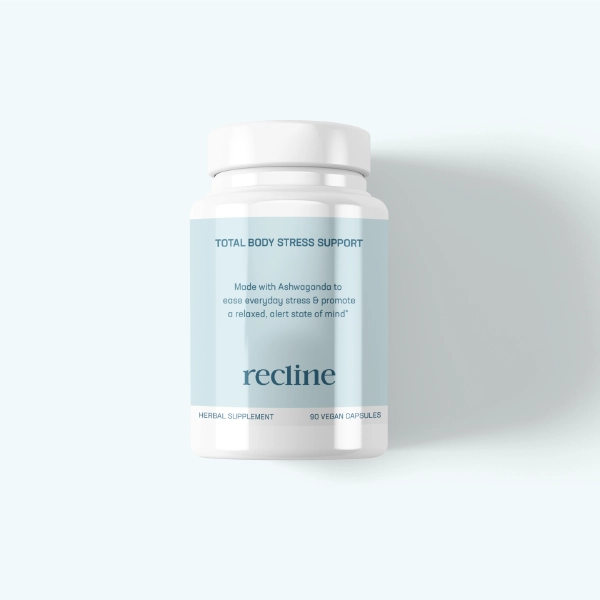 TOTAL BODY STRESS SUPPORT
Made with Ashwaganda to
ease everyday stress & promote
a relaxed, alert state of mind*
recline
HERBAL SUPPLEMENT
90 VEGAN CAPSULES